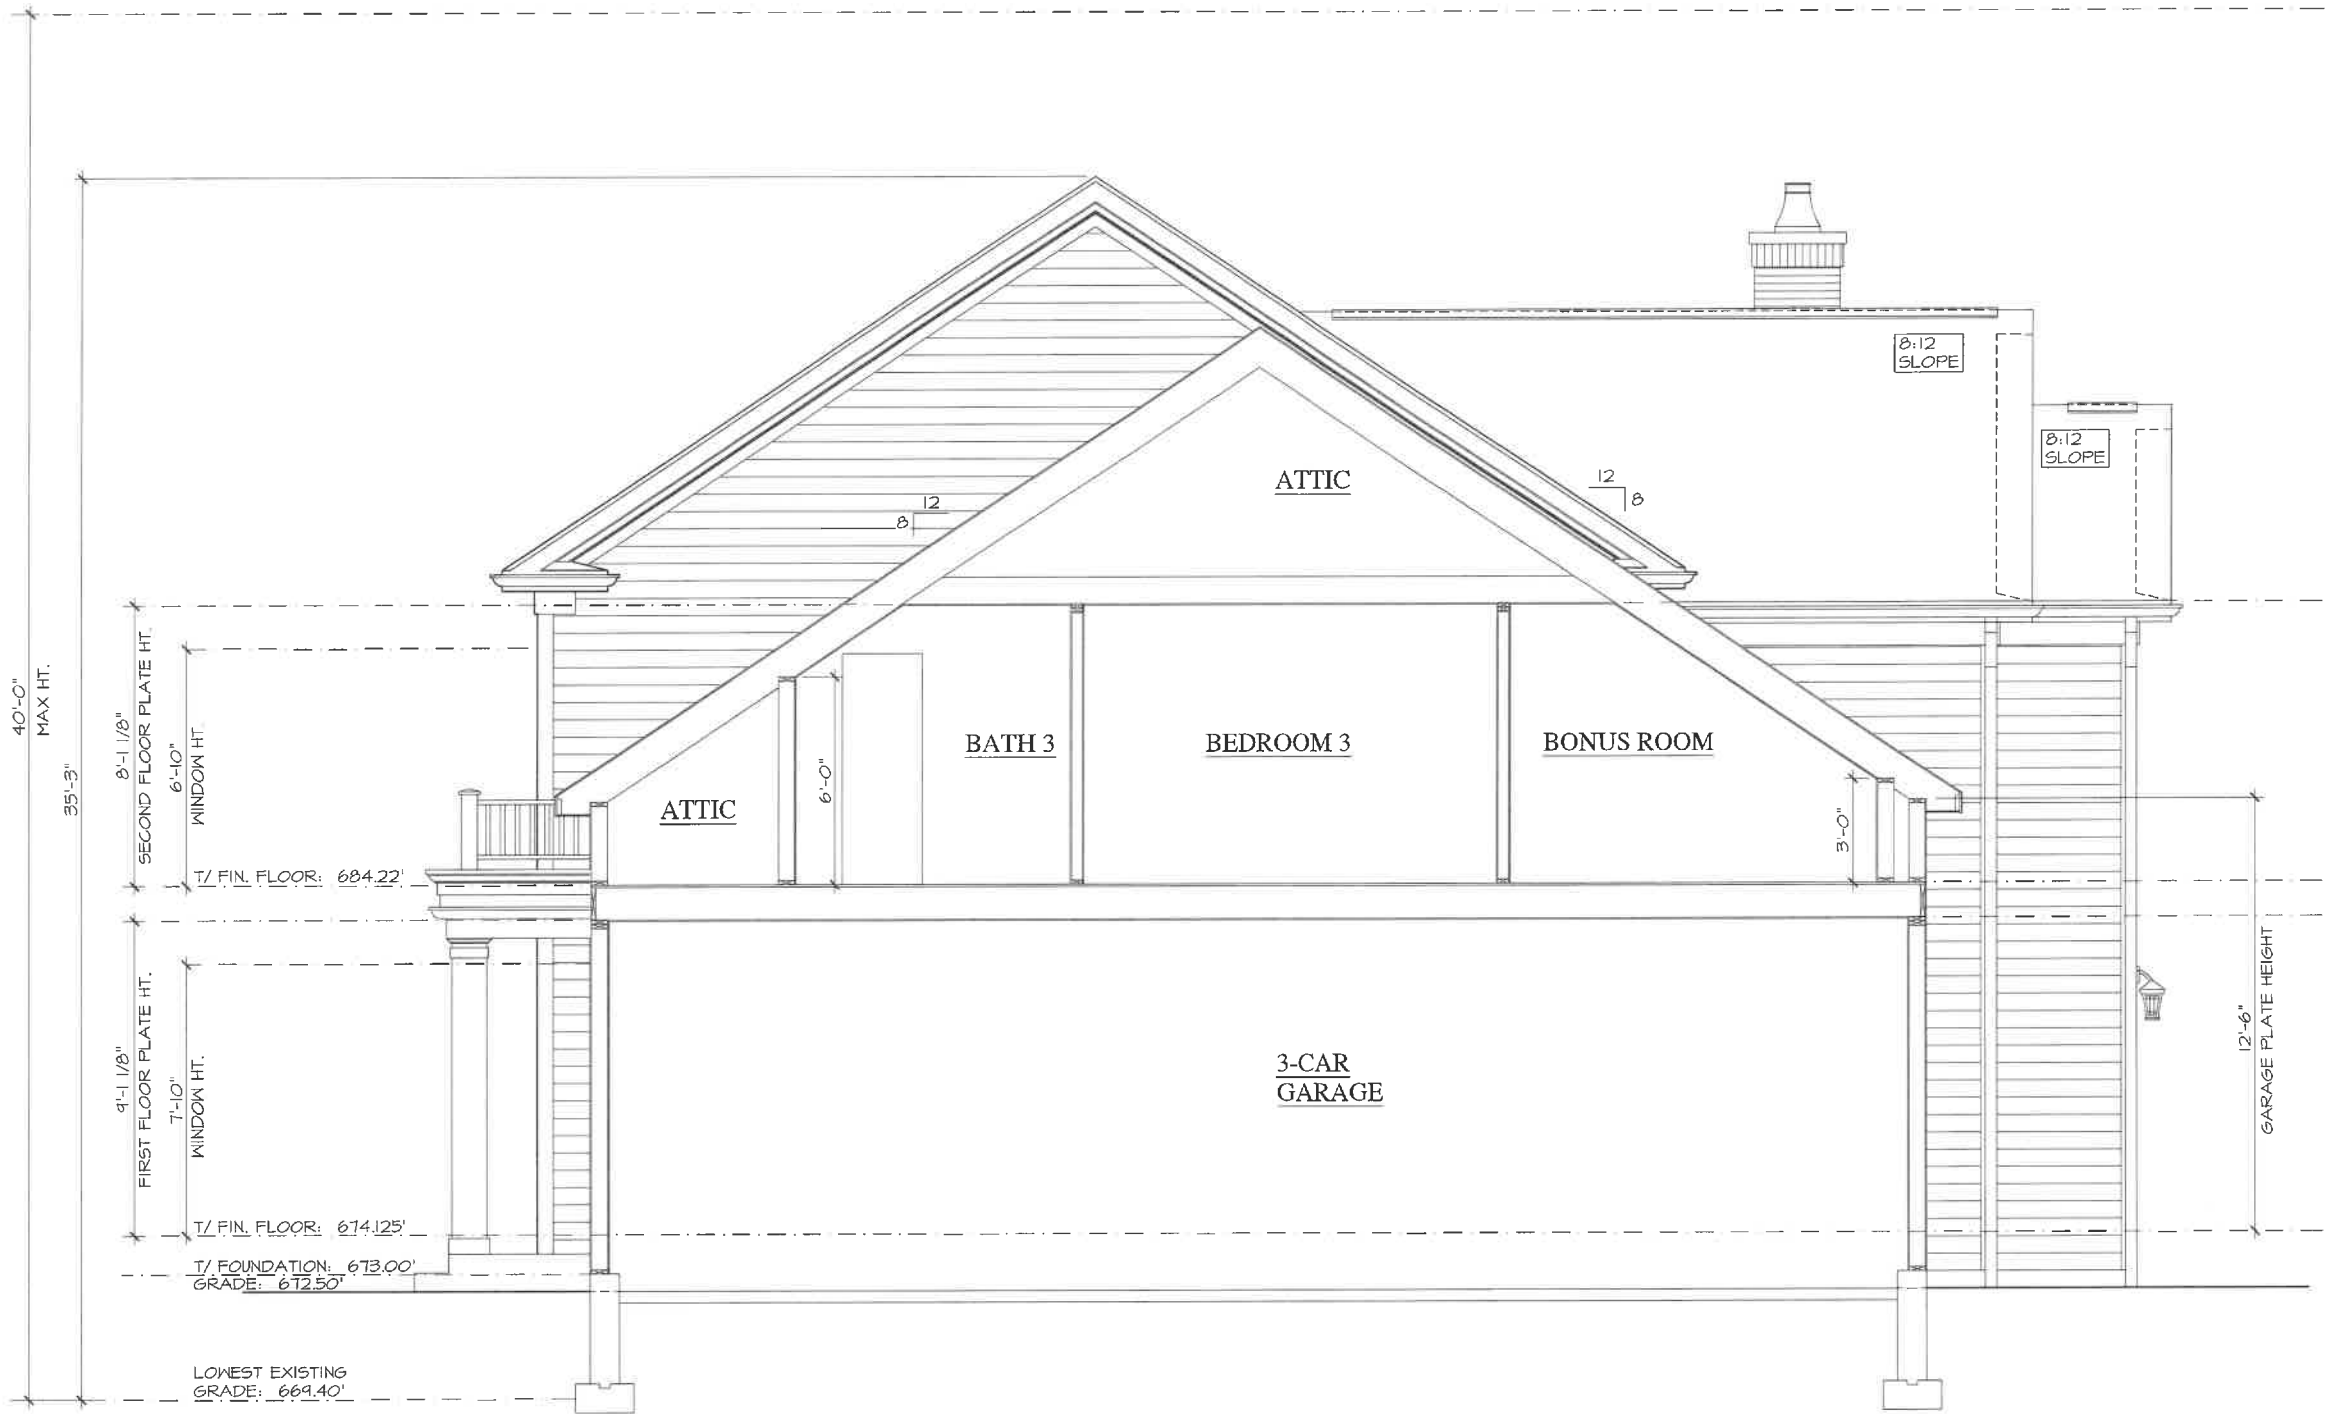 8:12
SLOPE
8:12
SLOPE
ATTIC
12
8
12
8
40'-0"
MAX HT.
35'-3"
8'-1 1/8"
SECOND FLOOR PLATE HT.
6'-10"
WINDOW HT.
BATH 3
BEDROOM 3
BONUS ROOM
6'-0"
ATTIC
3'-0"
T/ FIN. FLOOR: 684.22'
9'-1 1/8"
FIRST FLOOR PLATE HT.
7'-10"
WINDOW HT.
3-CAR
GARAGE
12'-6"
GARAGE PLATE HEIGHT
T/ FIN. FLOOR: 674.125'
T/ FOUNDATION: 673.00'
GRADE: 672.50'
LOWEST EXISTING
GRADE: 669.40'